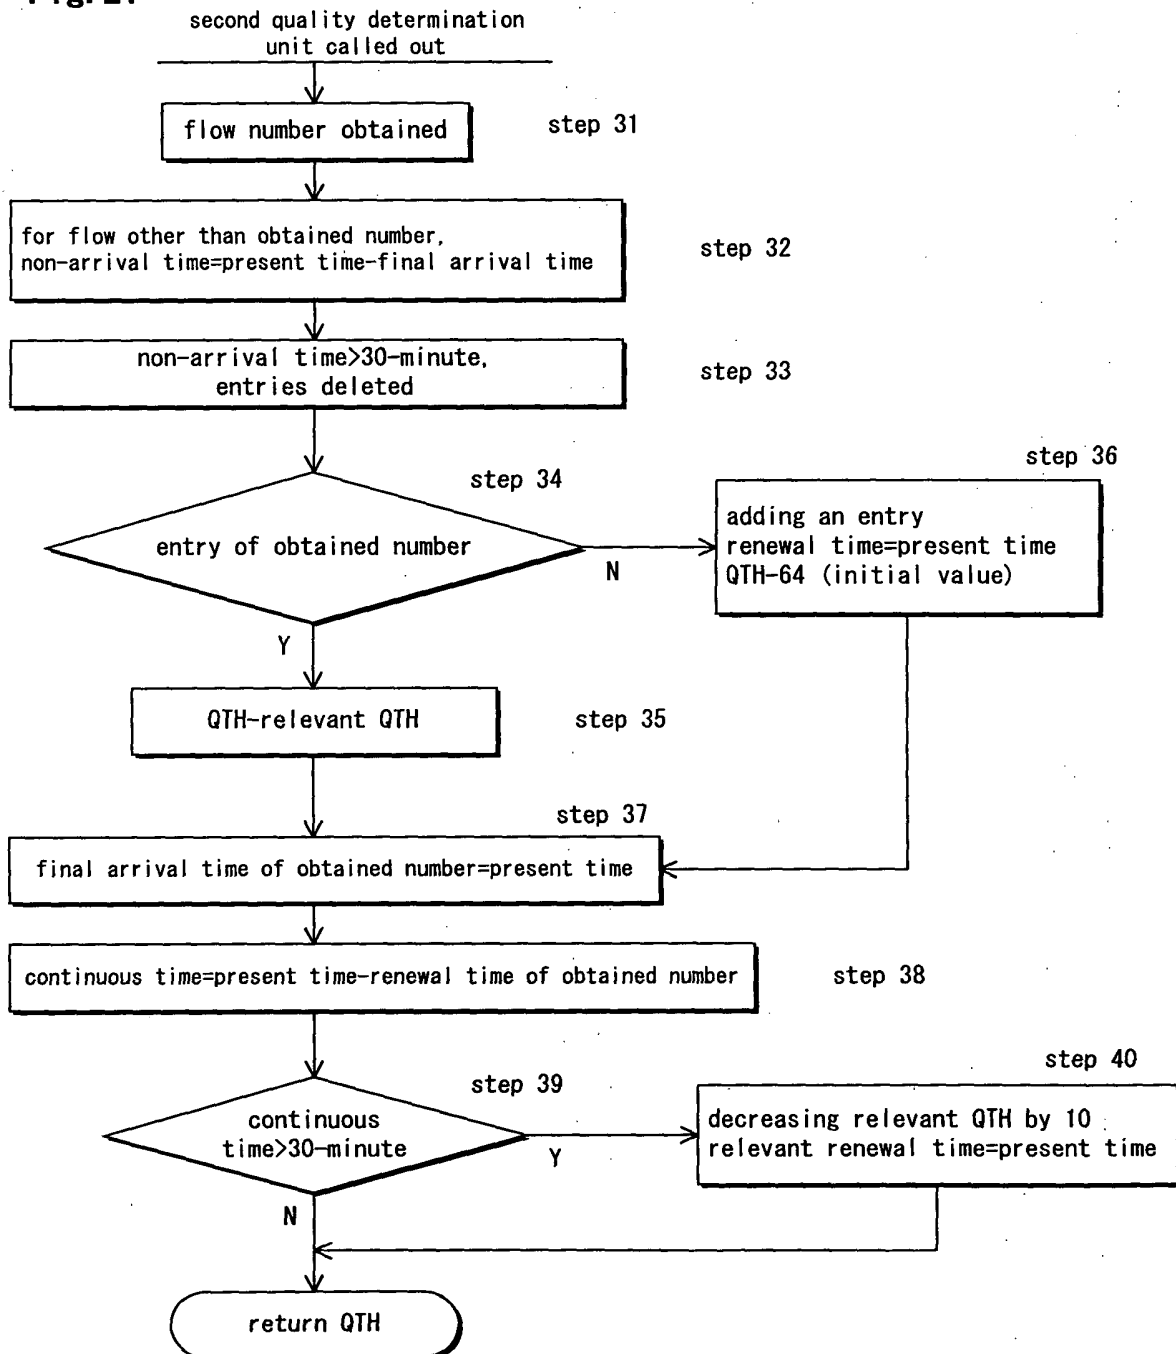 second quality determination
unit called out
flow number obtained
step 31
for flow other than obtained number,
non-arrival time=present time-final arrival time
step 32
non-arrival time>30-minute,
entries deleted
step 33
step 34
entry of obtained number
N
Y
step 36
adding an entry
renewal time=present time
QTH-64 (initial value)
QTH-relevant QTH
step 35
step 37
final arrival time of obtained number=present time
continuous time=present time-renewal time of obtained number
step 38
step 39
continuous
time>30-minute
Y
N
step 40
decreasing relevant QTH by 10
relevant renewal time=present time
return QTH